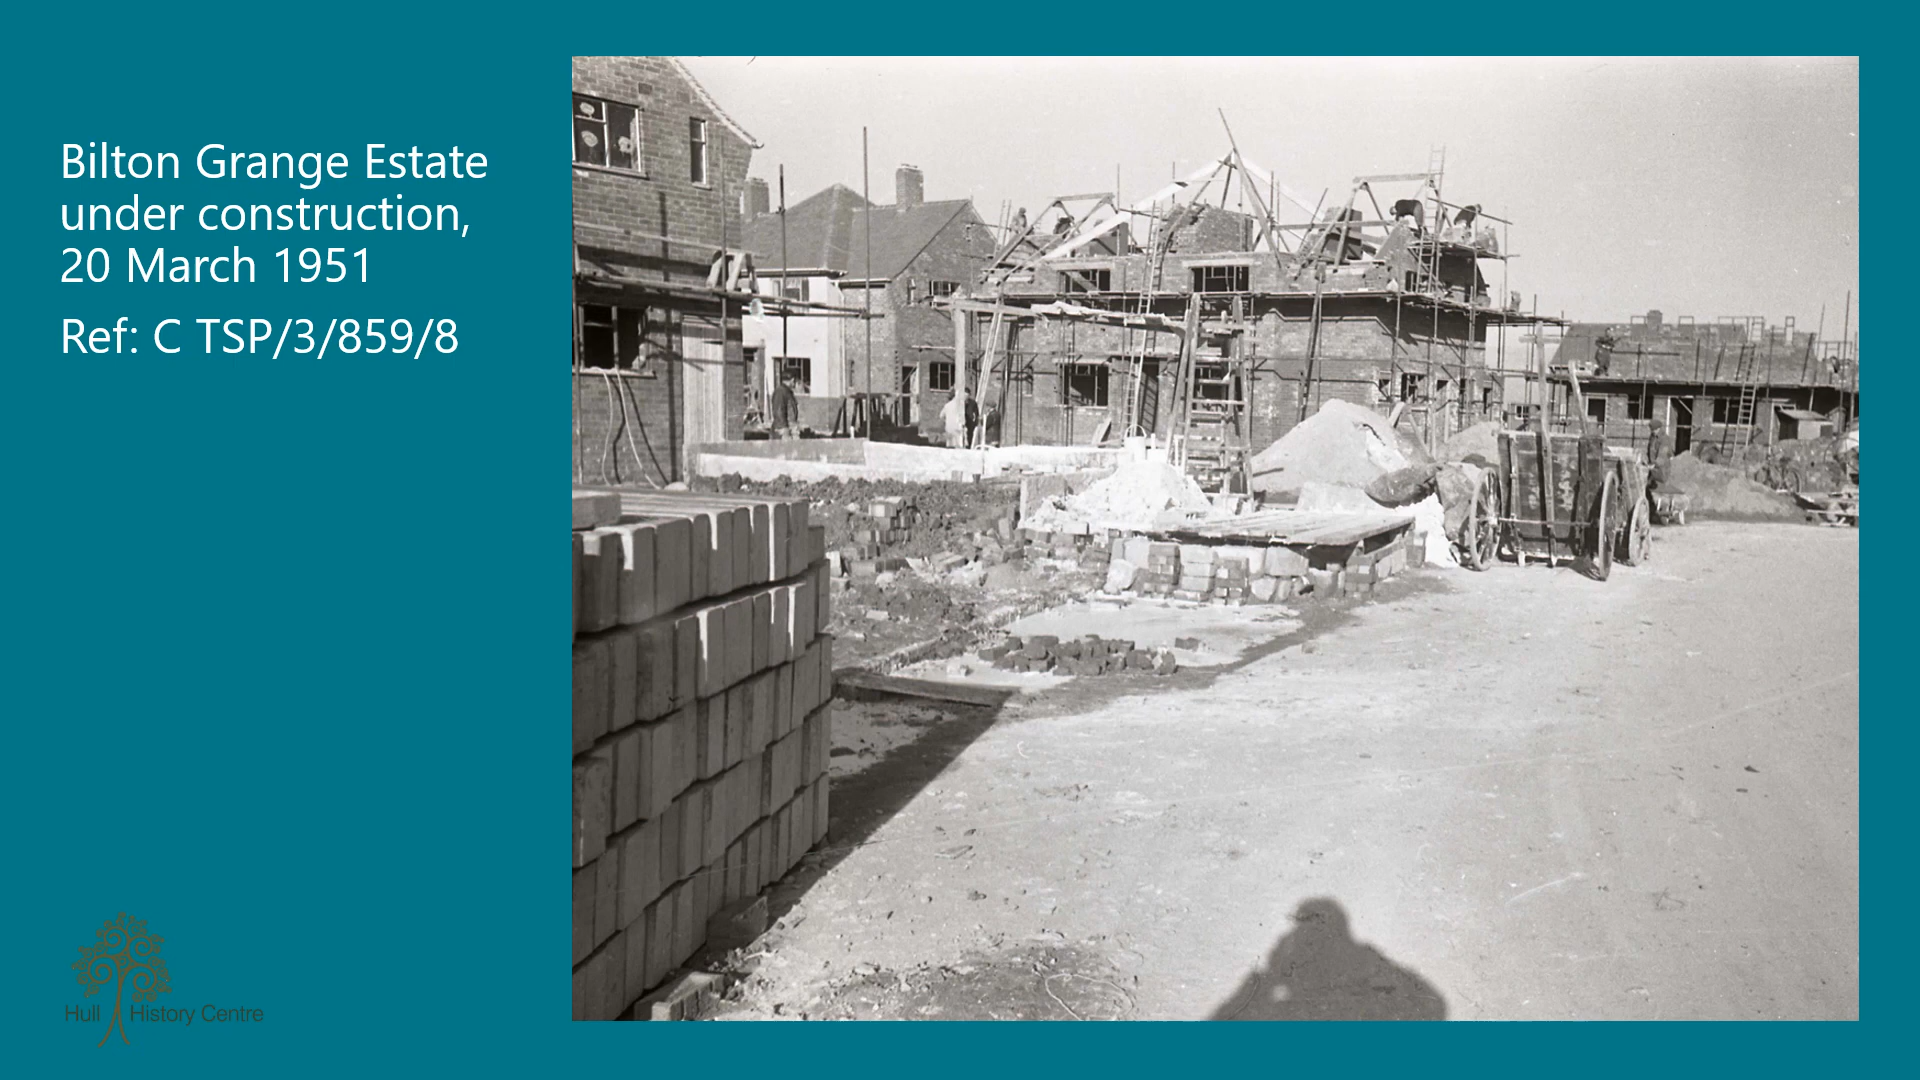 Bilton Grange Estate
under construction,
20 March 1951
Ref: C TSP/3/859/8
Hull History Centre